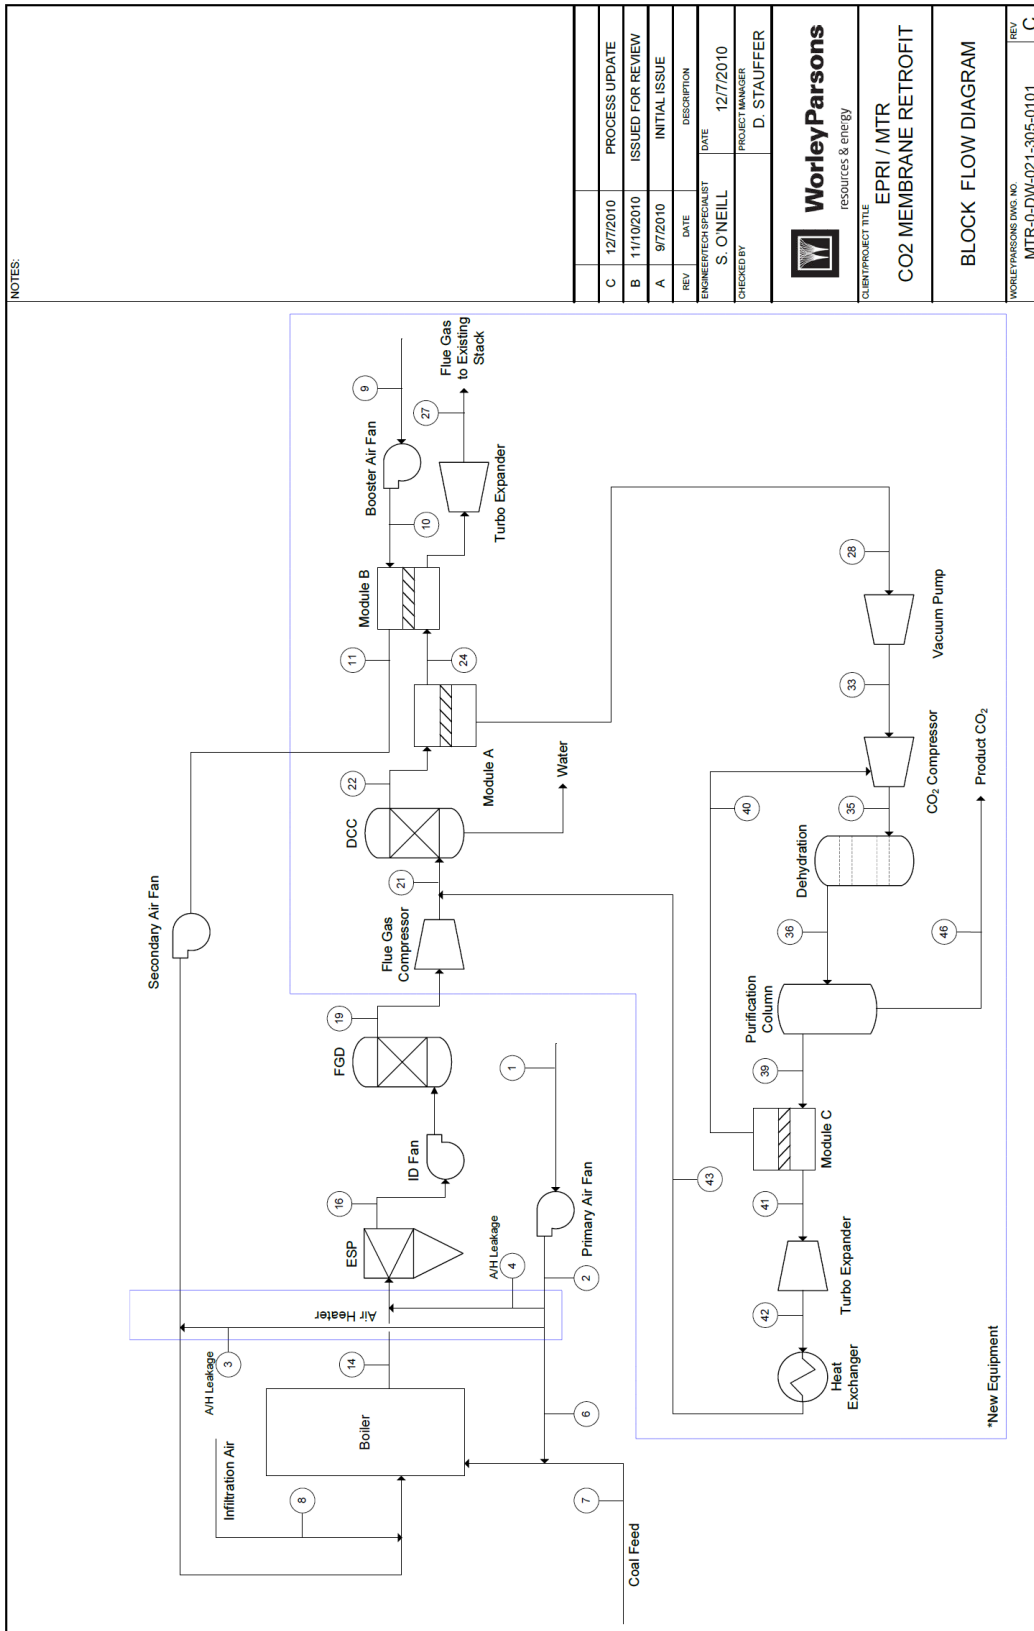 NOTES:
Secondary Air Fan
Booster Air Fan
9
10
Module B
11
24
27
Flue Gas
to Existing
Stack
Turbo Expander
22
Module A
DCC
Water
21
Flue Gas
Compressor
19
FGD
ID Fan
16
ESP
1
Primary Air Fan
2
A/H Leakage
4
Air Heater
3
A/H Leakage
14
Boiler
6
Infiltration Air
8
7
Coal Feed
28
Vacuum Pump
33
CO₂ Compressor
35
40
Dehydration
36
46
Product CO₂
Purification
Column
39
Module C
41
43
Turbo Expander
42
Heat
Exchanger
*New Equipment
C 12/7/2010 PROCESS UPDATE
B 11/10/2010 ISSUED FOR REVIEW
A 9/7/2010 INITIAL ISSUE
REV DATE DESCRIPTION
ENGINEER/TECH SPECIALIST DATE
S. O'NEILL 12/7/2010
CHECKED BY PROJECT MANAGER
D. STAUFFER
WorleyParsons
resources & energy
CLIENT/PROJECT TITLE
EPRI / MTR
CO2 MEMBRANE RETROFIT
BLOCK FLOW DIAGRAM
WORLEYPARSONS DWG. NO. REV
MTR-0-DW-021-305-0101 C